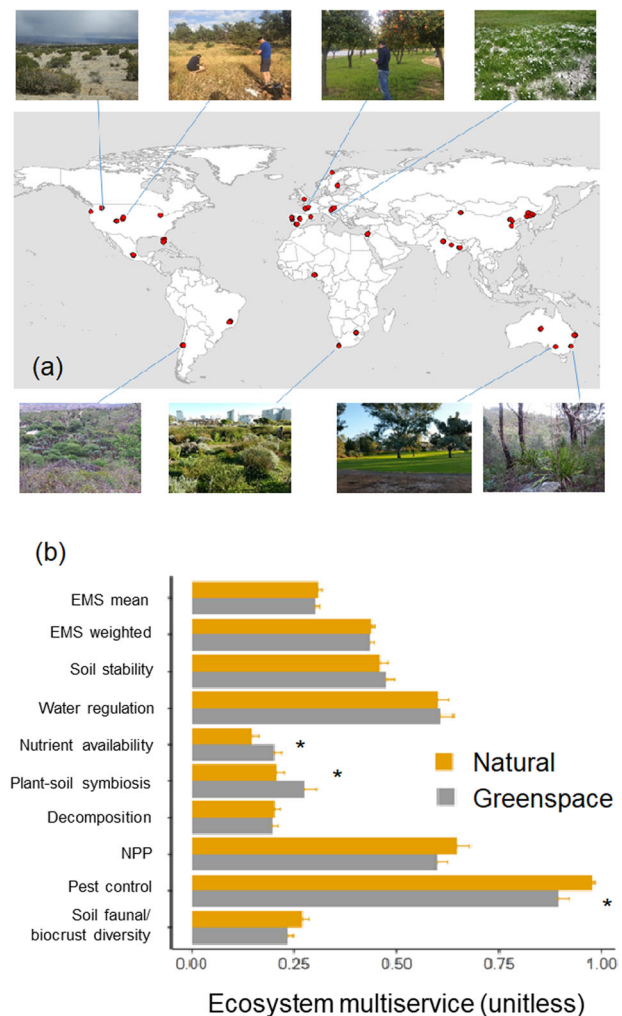 (a)
(b)
EMS mean
EMS weighted
Soil stability
Water regulation
Nutrient availability
*
Plant-soil symbiosis
*
Natural
Greenspace
Decomposition
NPP
Pest control
*
Soil faunal/
biocrust diversity
0.00
0.25
0.50
0.75
1.00
Ecosystem multiservice (unitless)